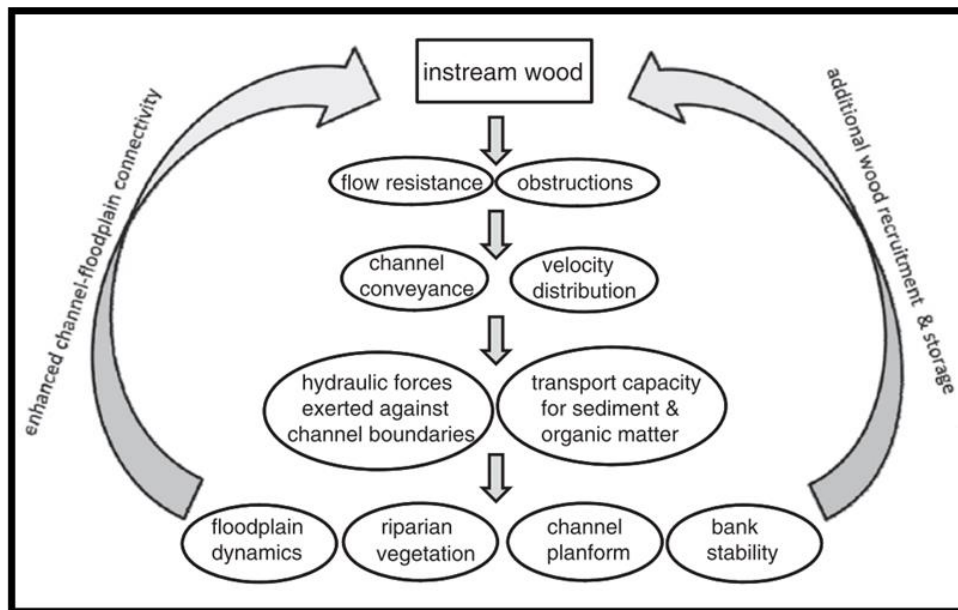 instream wood
enhanced channel-floodplain connectivity
additional wood recruitment & storage
flow resistance
obstructions
channel
conveyance
velocity
distribution
hydraulic forces
exerted against
channel boundaries
transport capacity
for sediment &
organic matter
floodplain
dynamics
riparian
vegetation
channel
planform
bank
stability